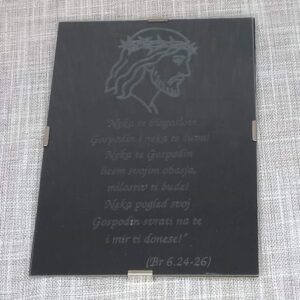 Neka te blagoslovi
Gospodin i neka te čuva!
Neka te Gospodin
licem svojim obasja,
milostiv ti bude!
Neka pogled svoj
Gospodin svrati na te
i mir ti donese!"
(Br 6.24-26)